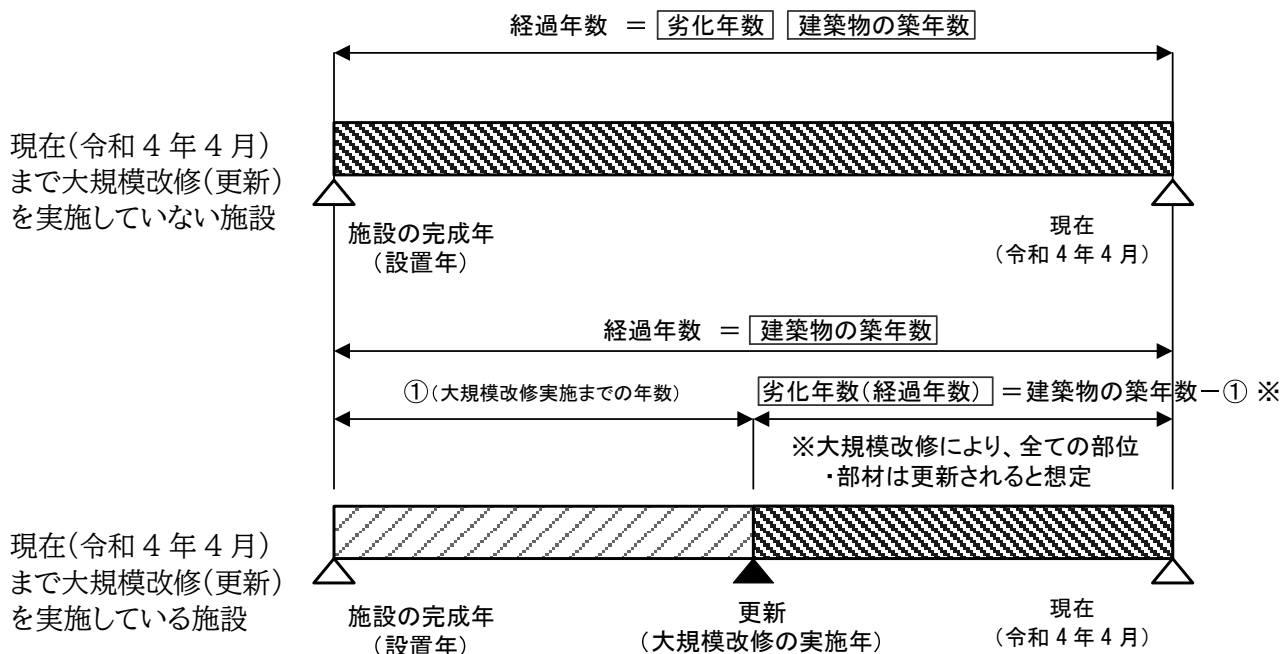 経過年数 ＝ 劣化年数 建築物の築年数
現在（令和４年４月）
まで大規模改修（更新）
を実施していない施設
施設の完成年
（設置年）
現在
（令和４年４月）
経過年数 ＝ 建築物の築年数
①（大規模改修実施までの年数）
劣化年数（経過年数）＝建築物の築年数－① ※
※大規模改修により、全ての部位
・部材は更新されると想定
現在（令和４年４月）
まで大規模改修（更新）
を実施している施設
施設の完成年
（設置年）
更新
（大規模改修の実施年）
現在
（令和４年４月）